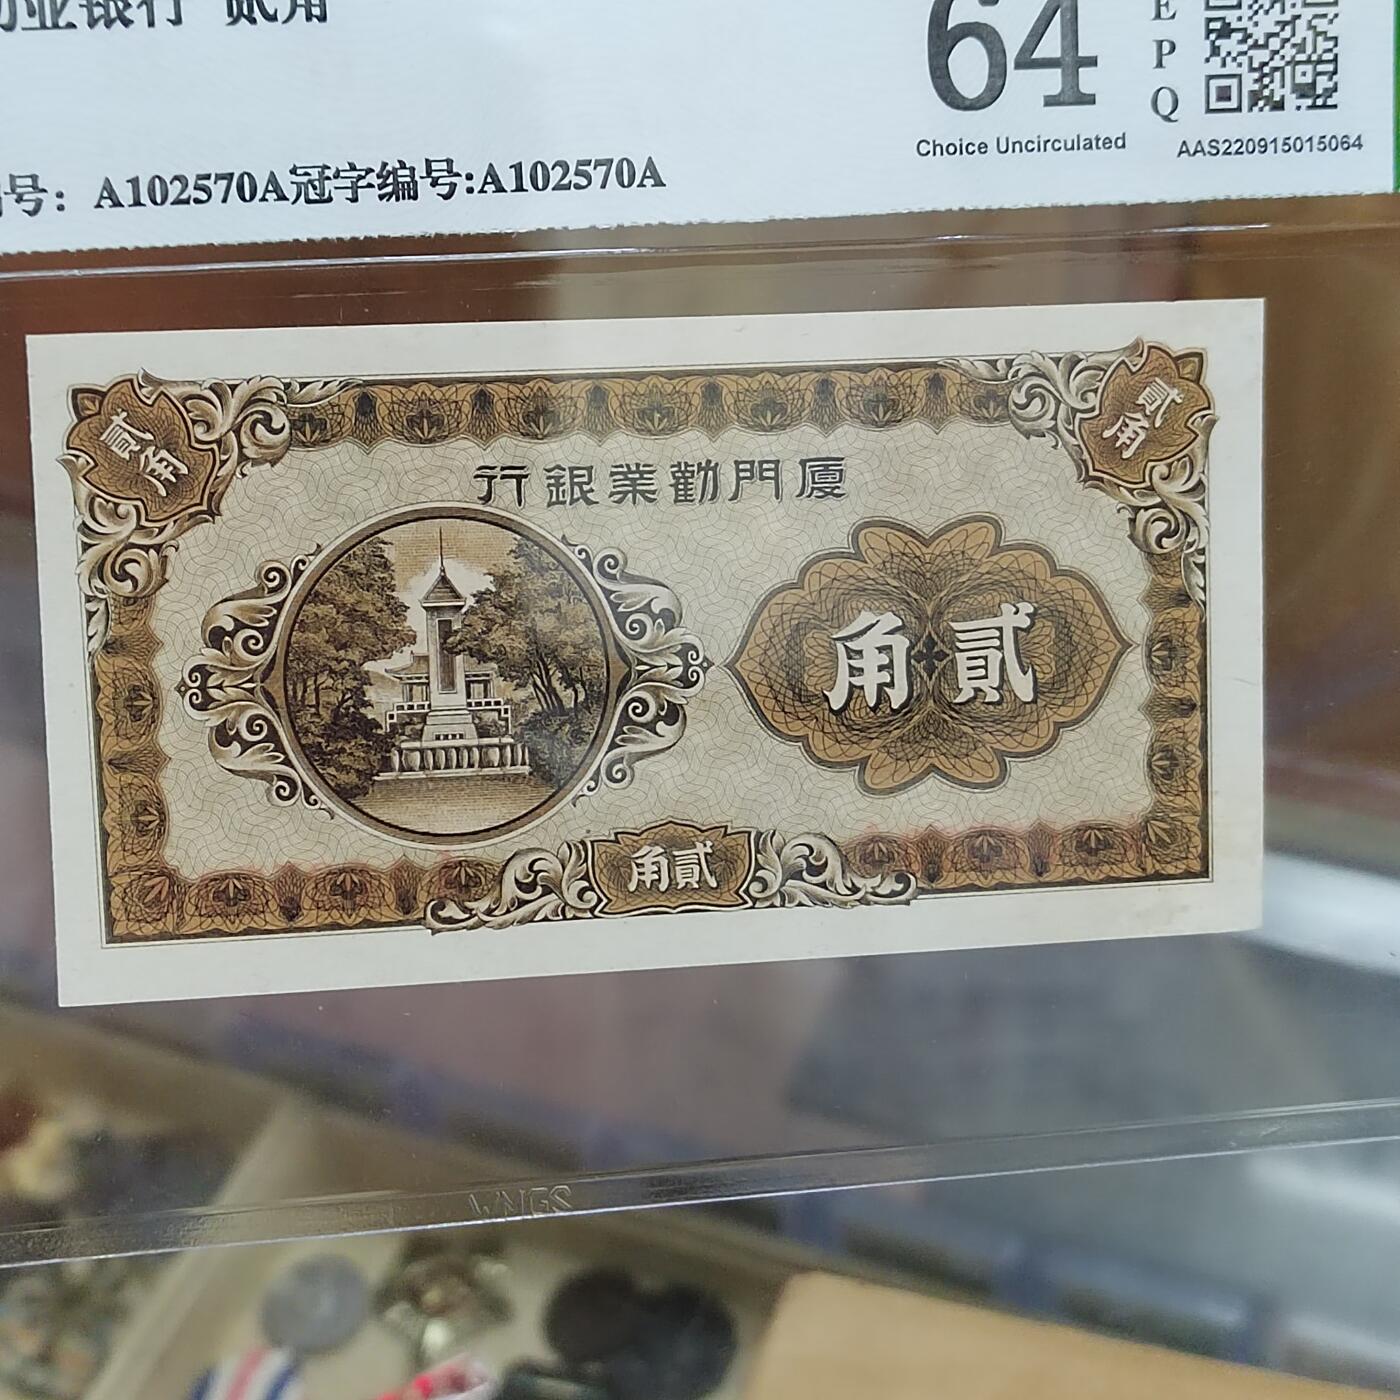 业银行 贰角
64
EPQ
Choice Uncirculated
AAS220915015064
号: A102570A冠字编号:A102570A
貳角
貳角
行銀業勸門廈
角貳
角貳
WNGS